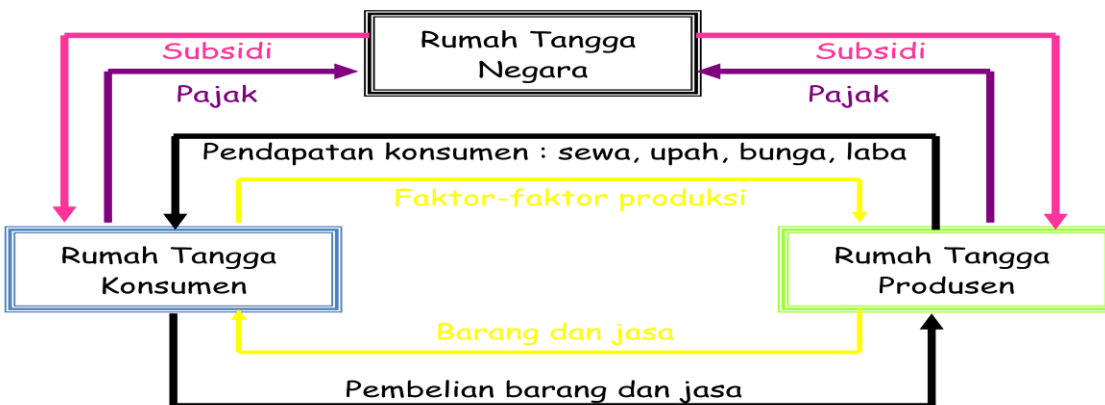 Rumah Tangga
Negara
Subsidi
Subsidi
Pajak
Pajak
Pendapatan konsumen : sewa, upah, bunga, laba
Faktor-faktor produksi
Rumah Tangga
Konsumen
Rumah Tangga
Produsen
Barang dan jasa
Pembelian barang dan jasa